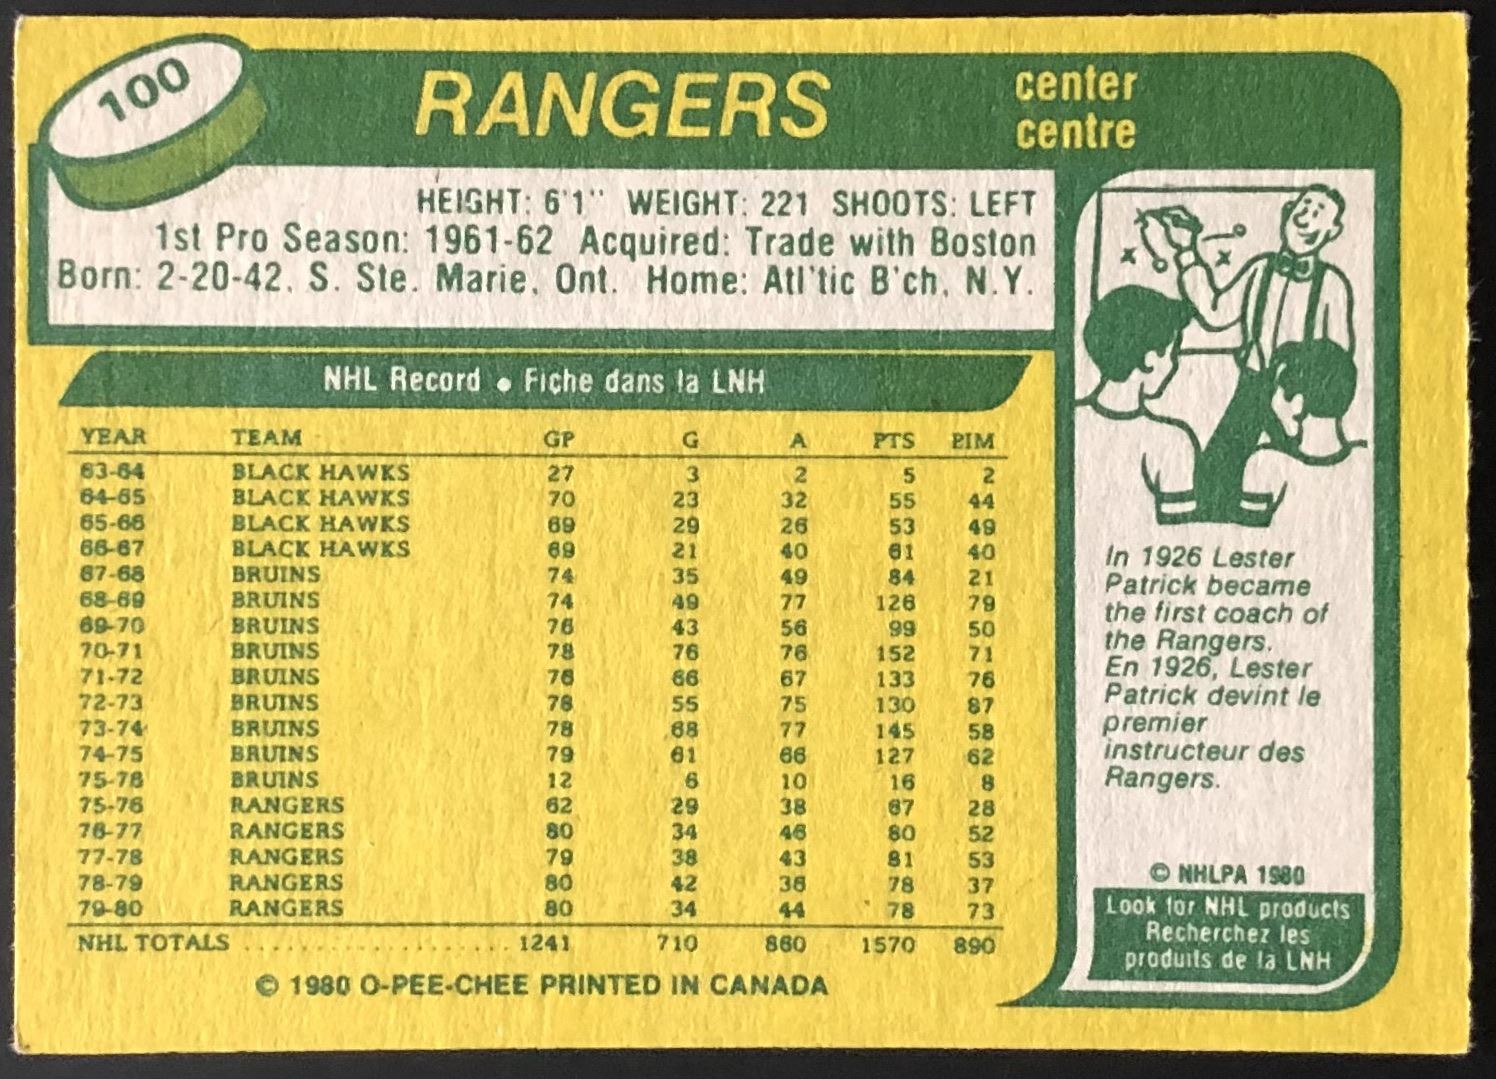 100
RANGERS
center
centre
HEIGHT: 6'1'' WEIGHT: 221 SHOOTS: LEFT
1st Pro Season: 1961-62 Acquired: Trade with Boston
Born: 2-20-42, S. Ste. Marie, Ont. Home: Atl'tic B'ch, N.Y.
NHL Record • Fiche dans la LNH
YEAR TEAM GP G A PTS PIM
63-64 BLACK HAWKS 27 3 2 5 2
64-65 BLACK HAWKS 70 23 32 55 44
65-66 BLACK HAWKS 69 29 26 53 49
66-67 BLACK HAWKS 69 21 40 61 40
67-68 BRUINS 74 35 49 84 21
68-69 BRUINS 74 49 77 126 79
69-70 BRUINS 76 43 56 99 50
70-71 BRUINS 78 76 76 152 71
71-72 BRUINS 76 66 67 133 76
72-73 BRUINS 78 55 75 130 87
73-74 BRUINS 78 68 77 145 58
74-75 BRUINS 79 61 66 127 62
75-76 BRUINS 12 6 10 16 8
75-76 RANGERS 62 29 38 67 28
76-77 RANGERS 80 34 46 80 52
77-78 RANGERS 79 38 43 81 53
78-79 RANGERS 80 42 36 78 37
79-80 RANGERS 80 34 44 78 73
NHL TOTALS .................... 1241 710 860 1570 890
© 1980 O-PEE-CHEE PRINTED IN CANADA
In 1926 Lester
Patrick became
the first coach of
the Rangers.
En 1926, Lester
Patrick devint le
premier
instructeur des
Rangers.
© NHLPA 1980
Look for NHL products
Recherchez les
produits de la LNH